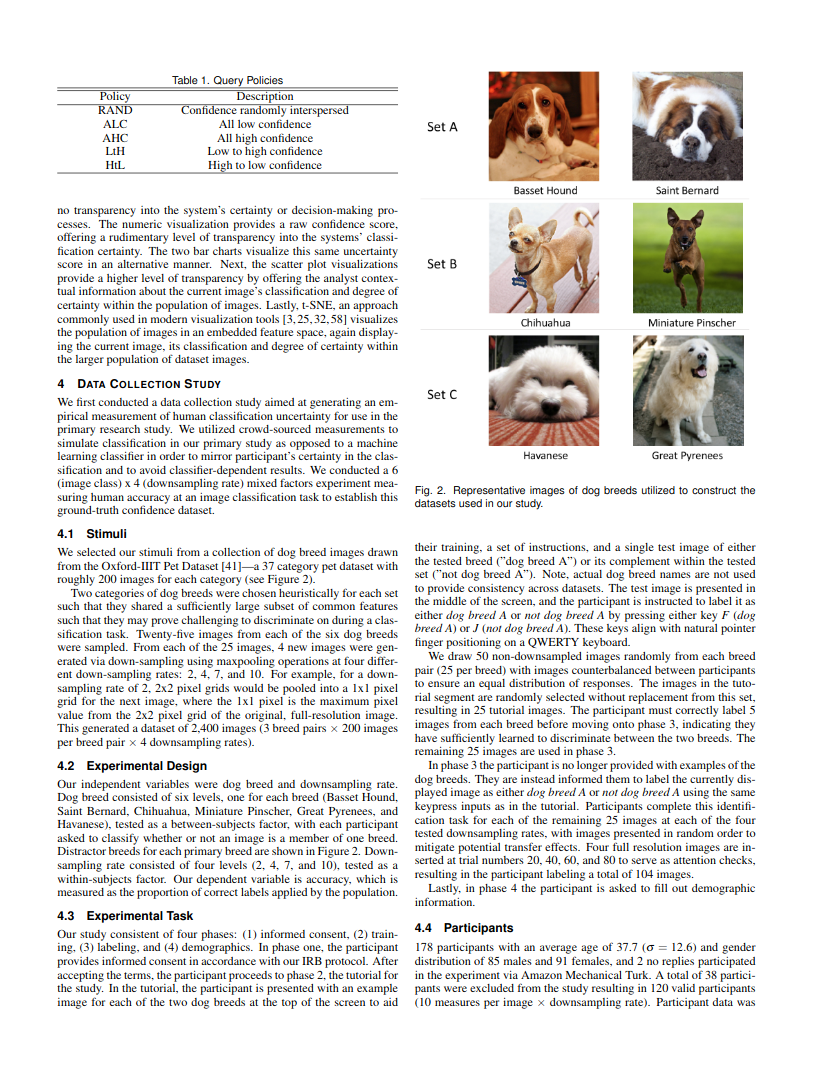 Table 1. Query Policies
Policy Description
RAND Confidence randomly interspersed
ALC All low confidence
AHC All high confidence
LtH Low to high confidence
HtL High to low confidence
no transparency into the system's certainty or decision-making pro-
cesses. The numeric visualization provides a raw confidence score,
offering a rudimentary level of transparency into the systems' classi-
fication certainty. The two bar charts visualize this same uncertainty
score in an alternative manner. Next, the scatter plot visualizations
provide a higher level of transparency by offering the analyst contex-
tual information about the current image's classification and degree of
certainty within the population of images. Lastly, t-SNE, an approach
commonly used in modern visualization tools [3,25,32,58] visualizes
the population of images in an embedded feature space, again display-
ing the current image, its classification and degree of certainty within
the larger population of dataset images.
4 DATA COLLECTION STUDY
We first conducted a data collection study aimed at generating an em-
pirical measurement of human classification uncertainty for use in the
primary research study. We utilized crowd-sourced measurements to
simulate classification in our primary study as opposed to a machine
learning classifier in order to mirror participant's certainty in the clas-
sification and to avoid classifier-dependent results. We conducted a 6
(image class) x 4 (downsampling rate) mixed factors experiment mea-
suring human accuracy at an image classification task to establish this
ground-truth confidence dataset.
4.1 Stimuli
We selected our stimuli from a collection of dog breed images drawn
from the Oxford-IIIT Pet Dataset [41]—a 37 category pet dataset with
roughly 200 images for each category (see Figure 2).
Two categories of dog breeds were chosen heuristically for each set
such that they shared a sufficiently large subset of common features
such that they may prove challenging to discriminate on during a clas-
sification task. Twenty-five images from each of the six dog breeds
were sampled. From each of the 25 images, 4 new images were gen-
erated via down-sampling using maxpooling operations at four differ-
ent down-sampling rates: 2, 4, 7, and 10. For example, for a down-
sampling rate of 2, 2x2 pixel grids would be pooled into a 1x1 pixel
grid for the next image, where the 1x1 pixel is the maximum pixel
value from the 2x2 pixel grid of the original, full-resolution image.
This generated a dataset of 2,400 images (3 breed pairs × 200 images
per breed pair × 4 downsampling rates).
4.2 Experimental Design
Our independent variables were dog breed and downsampling rate.
Dog breed consisted of six levels, one for each breed (Basset Hound,
Saint Bernard, Chihuahua, Miniature Pinscher, Great Pyrenees, and
Havanese), tested as a between-subjects factor, with each participant
asked to classify whether or not an image is a member of one breed.
Distractor breeds for each primary breed are shown in Figure 2. Down-
sampling rate consisted of four levels (2, 4, 7, and 10), tested as a
within-subjects factor. Our dependent variable is accuracy, which is
measured as the proportion of correct labels applied by the population.
4.3 Experimental Task
Our study consistent of four phases: (1) informed consent, (2) train-
ing, (3) labeling, and (4) demographics. In phase one, the participant
provides informed consent in accordance with our IRB protocol. After
accepting the terms, the participant proceeds to phase 2, the tutorial for
the study. In the tutorial, the participant is presented with an example
image for each of the two dog breeds at the top of the screen to aid
Set A
Basset Hound Saint Bernard
Set B
Chihuahua Miniature Pinscher
Set C
Havanese Great Pyrenees
Fig. 2. Representative images of dog breeds utilized to construct the
datasets used in our study.
their training, a set of instructions, and a single test image of either
the tested breed ("dog breed A") or its complement within the tested
set ("not dog breed A"). Note, actual dog breed names are not used
to provide consistency across datasets. The test image is presented in
the middle of the screen, and the participant is instructed to label it as
either dog breed A or not dog breed A by pressing either key F (dog
breed A) or J (not dog breed A). These keys align with natural pointer
finger positioning on a QWERTY keyboard.
We draw 50 non-downsampled images randomly from each breed
pair (25 per breed) with images counterbalanced between participants
to ensure an equal distribution of responses. The images in the tuto-
rial segment are randomly selected without replacement from this set,
resulting in 25 tutorial images. The participant must correctly label 5
images from each breed before moving onto phase 3, indicating they
have sufficiently learned to discriminate between the two breeds. The
remaining 25 images are used in phase 3.
In phase 3 the participant is no longer provided with examples of the
dog breeds. They are instead informed them to label the currently dis-
played image as either dog breed A or not dog breed A using the same
keypress inputs as in the tutorial. Participants complete this identifi-
cation task for each of the remaining 25 images at each of the four
tested downsampling rates, with images presented in random order to
mitigate potential transfer effects. Four full resolution images are in-
serted at trial numbers 20, 40, 60, and 80 to serve as attention checks,
resulting in the participant labeling a total of 104 images.
Lastly, in phase 4 the participant is asked to fill out demographic
information.
4.4 Participants
178 participants with an average age of 37.7 (σ = 12.6) and gender
distribution of 85 males and 91 females, and 2 no replies participated
in the experiment via Amazon Mechanical Turk. A total of 38 partici-
pants were excluded from the study resulting in 120 valid participants
(10 measures per image × downsampling rate). Participant data was